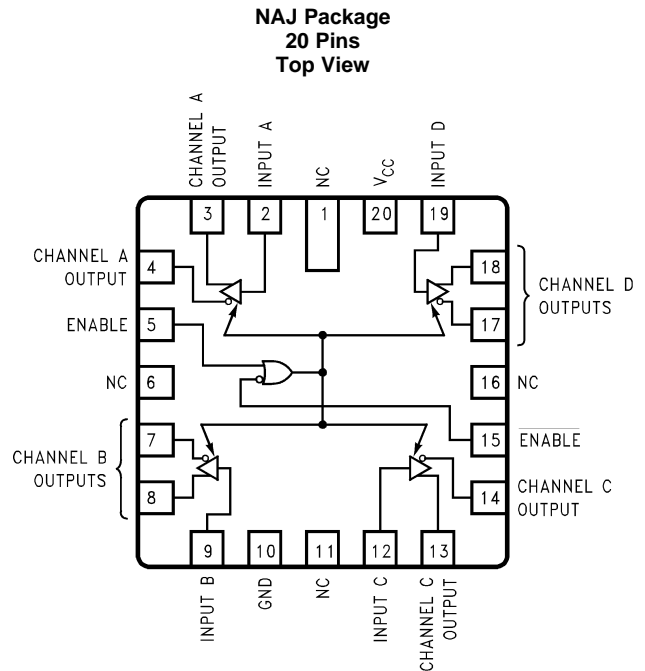 NAJ Package
20 Pins
Top View
CHANNEL A
OUTPUT
INPUT A
NC
VCC
INPUT D
3
2
1
20
19
CHANNEL A
OUTPUT
4
18
CHANNEL D
OUTPUTS
ENABLE
5
17
NC
6
16
NC
CHANNEL B
OUTPUTS
7
15
ENABLE
8
14
CHANNEL C
OUTPUT
9
10
11
12
13
INPUT B
GND
NC
INPUT C
CHANNEL C
OUTPUT